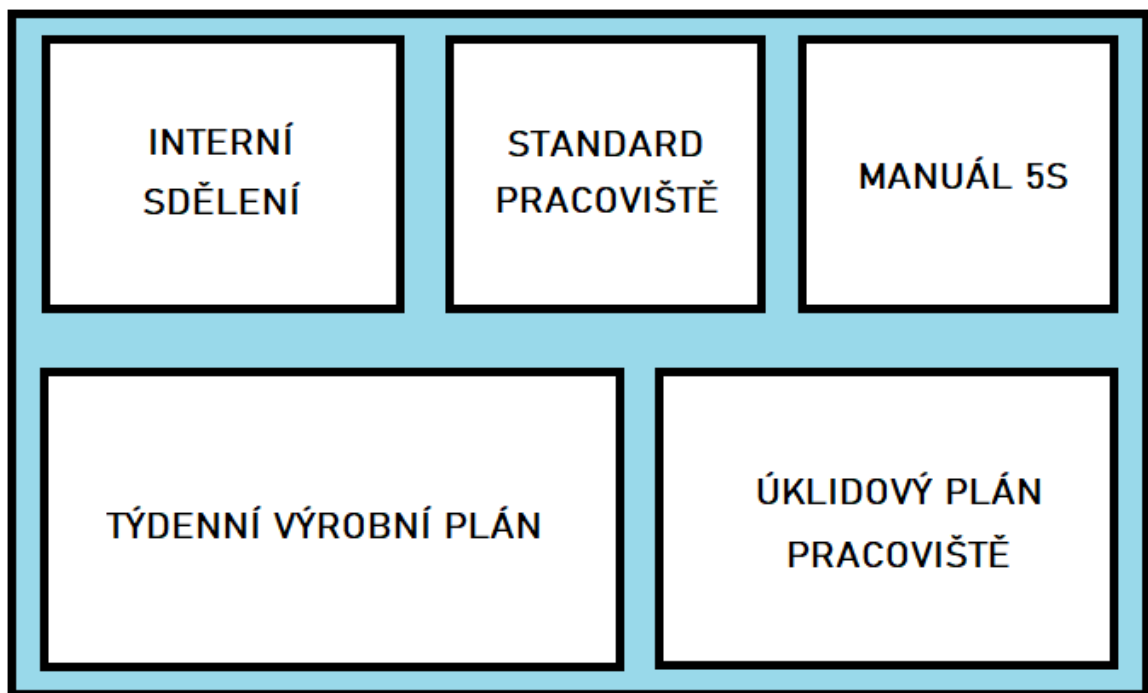 INTERNÍ
SDĚLENÍ
STANDARD
PRACOVIŠTĚ
MANUÁL 5S
TÝDENNÍ VÝROBNÍ PLÁN
ÚKLIDOVÝ PLÁN
PRACOVIŠTĚ